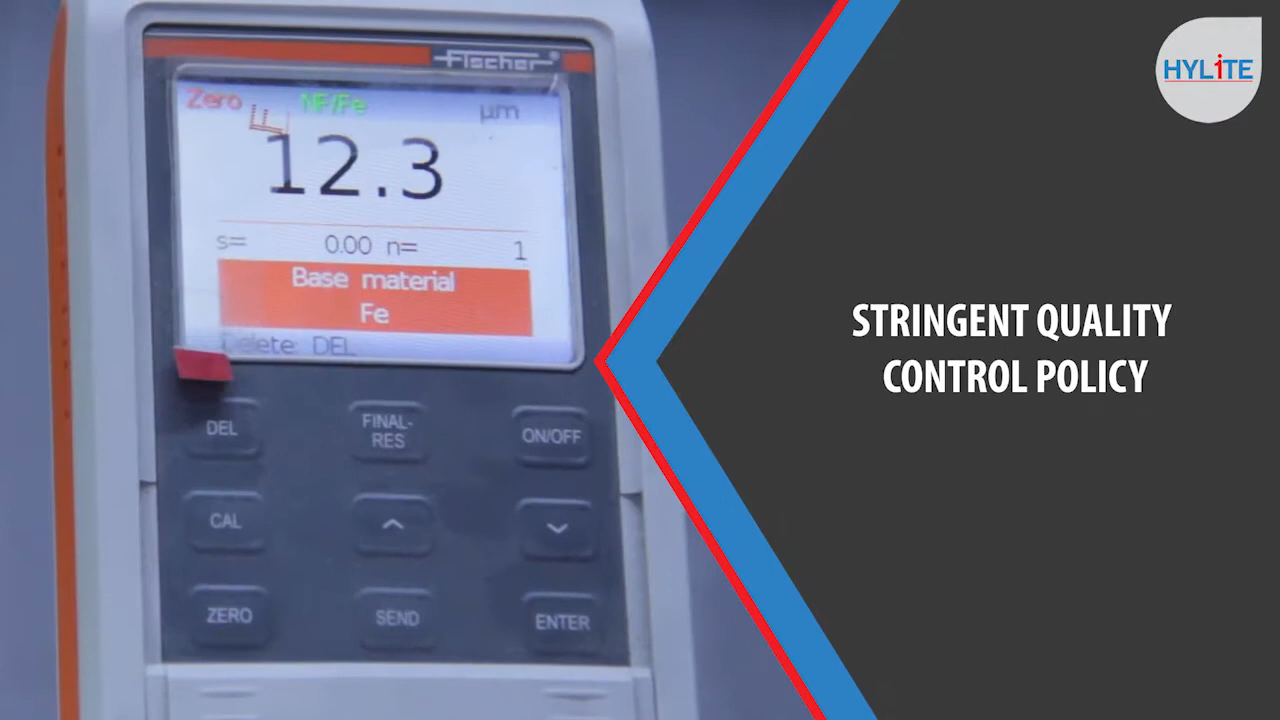 Fischer®
Zero NF/Fe µm
12.3
s= 0.00 n= 1
Base material
Fe
Delete: DEL
DEL FINAL-RES ON/OFF
CAL
ZERO SEND ENTER
HYLITE
STRINGENT QUALITY
CONTROL POLICY